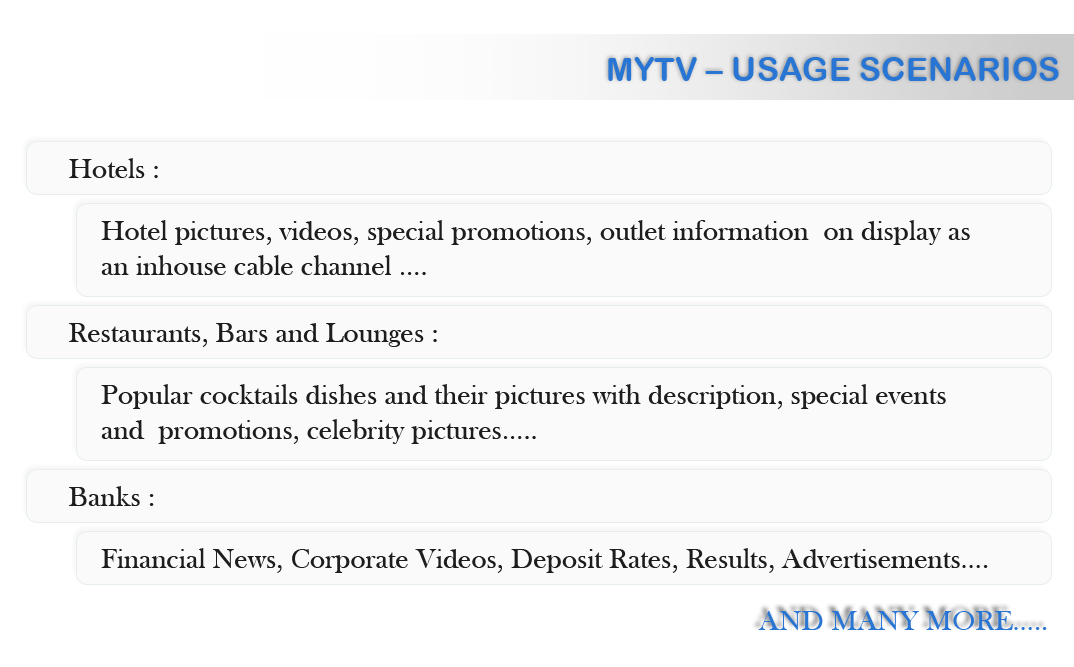 MYTV – USAGE SCENARIOS
Hotels :
Hotel pictures, videos, special promotions, outlet information  on display as
an inhouse cable channel ....
Restaurants, Bars and Lounges :
Popular cocktails dishes and their pictures with description, special events
and  promotions, celebrity pictures.....
Banks :
Financial News, Corporate Videos, Deposit Rates, Results, Advertisements....
AND MANY MORE.....